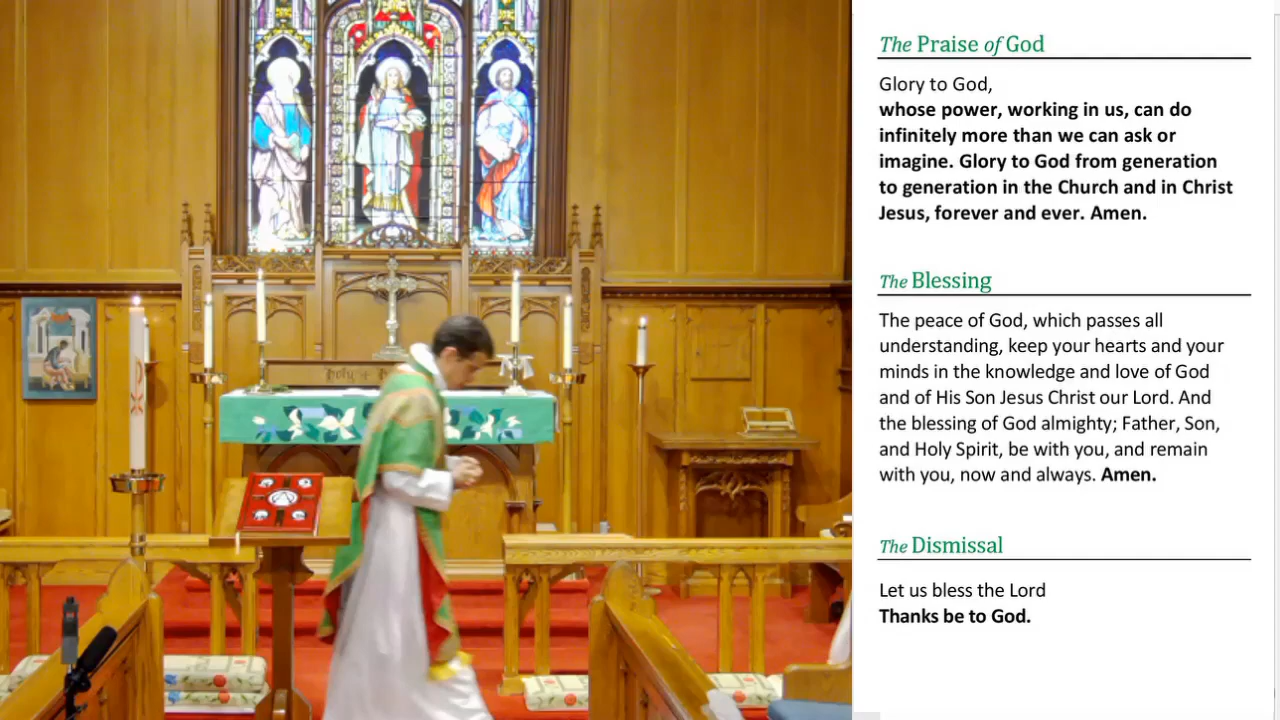 The Praise of God
Glory to God,
whose power, working in us, can do
infinitely more than we can ask or
imagine. Glory to God from generation
to generation in the Church and in Christ
Jesus, forever and ever. Amen.
The Blessing
The peace of God, which passes all
understanding, keep your hearts and your
minds in the knowledge and love of God
and of His Son Jesus Christ our Lord. And
the blessing of God almighty; Father, Son,
and Holy Spirit, be with you, and remain
with you, now and always. Amen.
The Dismissal
Let us bless the Lord
Thanks be to God.
Holy